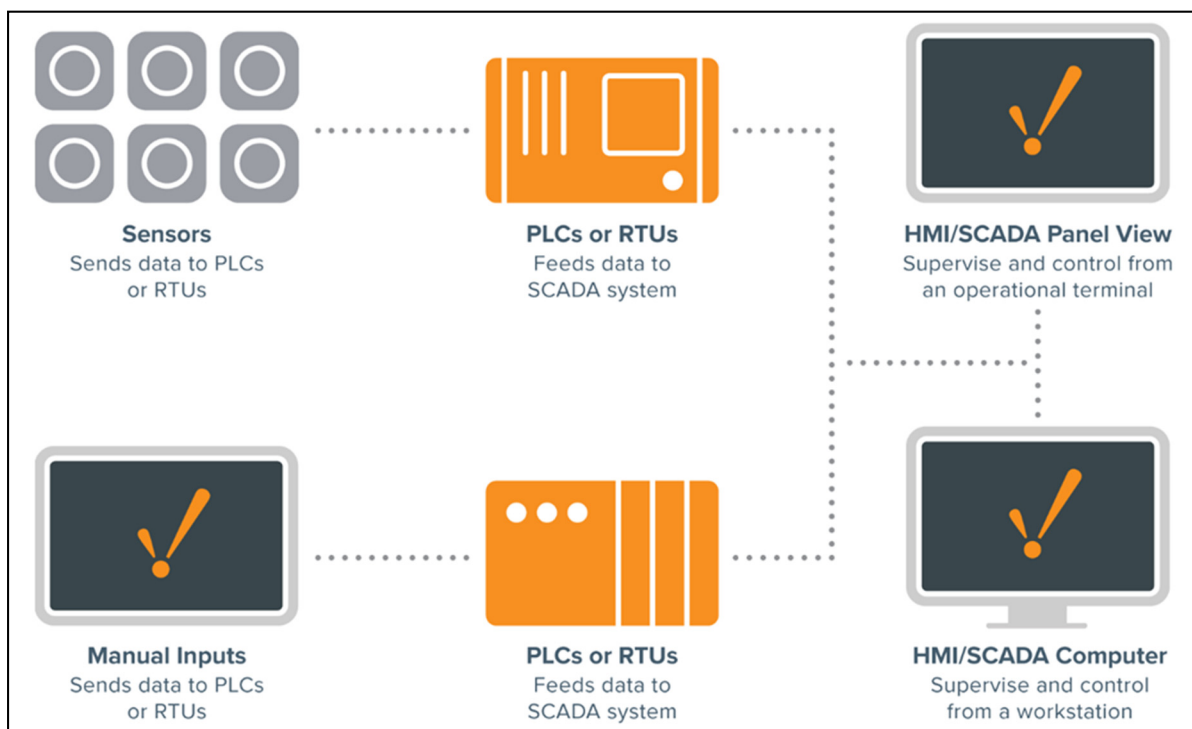 Sensors
Sends data to PLCs
or RTUs
PLCs or RTUs
Feeds data to
SCADA system
HMI/SCADA Panel View
Supervise and control from
an operational terminal
Manual Inputs
Sends data to PLCs
or RTUs
PLCs or RTUs
Feeds data to
SCADA system
HMI/SCADA Computer
Supervise and control
from a workstation